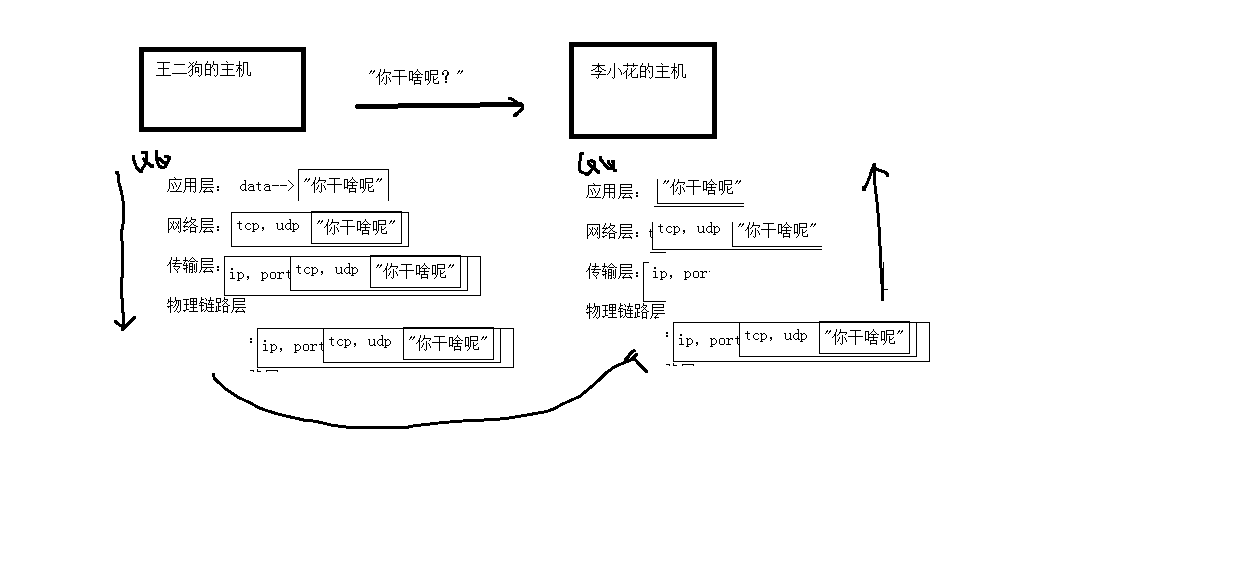 王二狗的主机
"你干啥呢？"
李小花的主机
应用层： data--> "你干啥呢"
网络层： tcp，udp "你干啥呢"
传输层： ip，port tcp，udp "你干啥呢"
物理链路层
： ip，port tcp，udp "你干啥呢"
应用层： "你干啥呢"
网络层： tcp，udp "你干啥呢"
传输层： ip，por
物理链路层
： ip，port tcp，udp "你干啥呢"